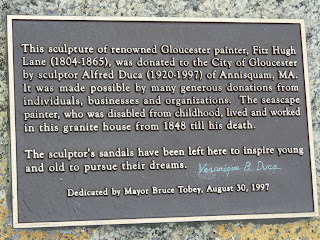 This sculpture of renowned Gloucester painter, Fitz Hugh
Lane (1804-1865), was donated to the City of Gloucester
by sculptor Alfred Duca (1920-1997) of Annisquam, MA.
It was made possible by many generous donations from
individuals, businesses and organizations. The seascape
painter, who was disabled from childhood, lived and worked
in this granite house from 1848 till his death.
The sculptor's sandals have been left here to inspire young
and old to pursue their dreams. Veronique B. Duca
Dedicated by Mayor Bruce Tobey, August 30, 1997